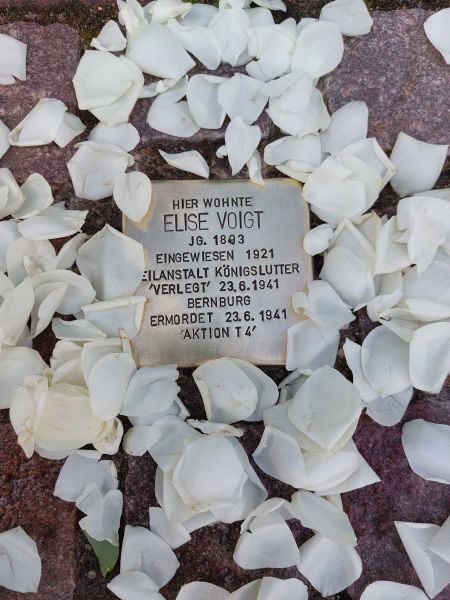 HIER WOHNTE
ELISE VOIGT
JG. 1893
EINGEWIESEN 1921
EILANSTALT KÖNIGSLUTTER
'VERLEGT' 23.6.1941
BERNBURG
ERMORDET 23.6.1941
'AKTION T4'